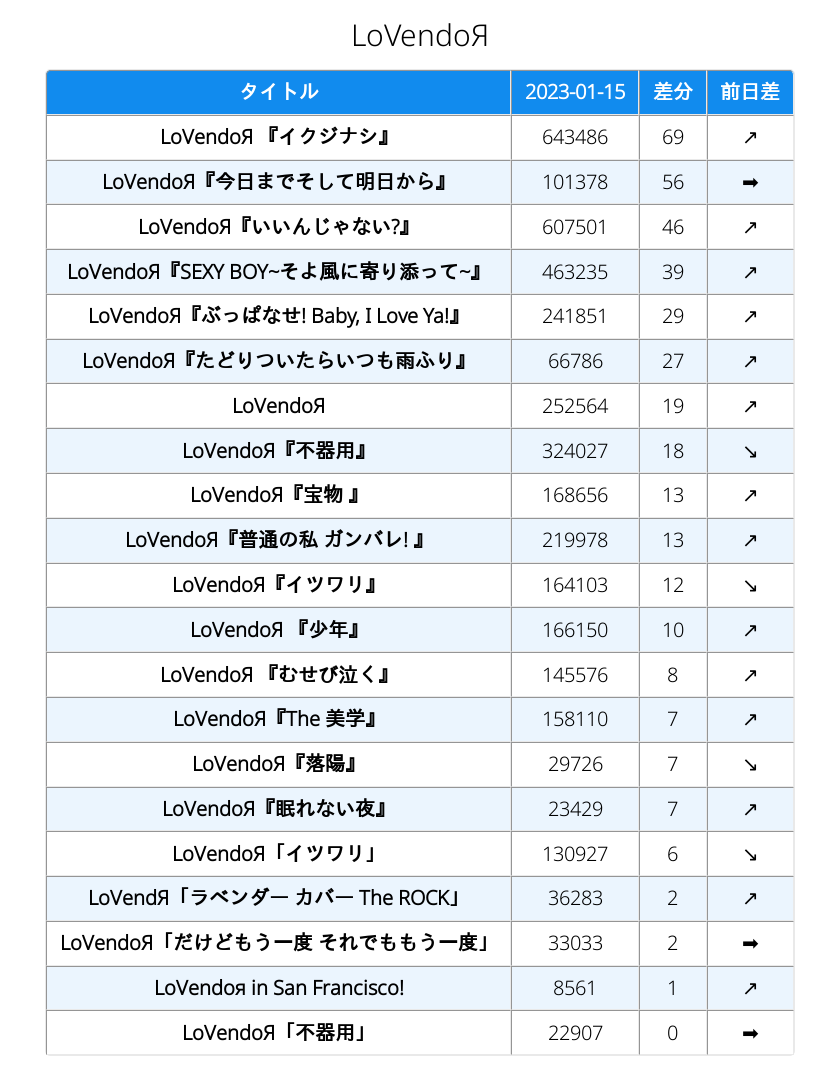 LoVendoЯ
タイトル 2023-01-15 差分 前日差
LoVendoЯ 『イクジナシ』 643486 69 ↗
LoVendoЯ『今日までそして明日から』 101378 56 ➡
LoVendoЯ『いいんじゃない?』 607501 46 ↗
LoVendoЯ『SEXY BOY~そよ風に寄り添って~』 463235 39 ↗
LoVendoЯ『ぶっぱなせ! Baby, I Love Ya!』 241851 29 ↗
LoVendoЯ『たどりついたらいつも雨ふり』 66786 27 ↗
LoVendoЯ 252564 19 ↗
LoVendoЯ『不器用』 324027 18 ↘
LoVendoЯ『宝物 』 168656 13 ↗
LoVendoЯ『普通の私 ガンバレ! 』 219978 13 ↗
LoVendoЯ『イツワリ』 164103 12 ↘
LoVendoЯ 『少年』 166150 10 ↗
LoVendoЯ 『むせび泣く』 145576 8 ↗
LoVendoЯ『The 美学』 158110 7 ↗
LoVendoЯ『落陽』 29726 7 ↘
LoVendoЯ『眠れない夜』 23429 7 ↗
LoVendoЯ「イツワリ」 130927 6 ↘
LoVendЯ「ラベンダー カバー The ROCK」 36283 2 ↗
LoVendoЯ「だけどもう一度 それでももう一度」 33033 2 ➡
LoVendoя in San Francisco! 8561 1 ↗
LoVendoЯ「不器用」 22907 0 ➡